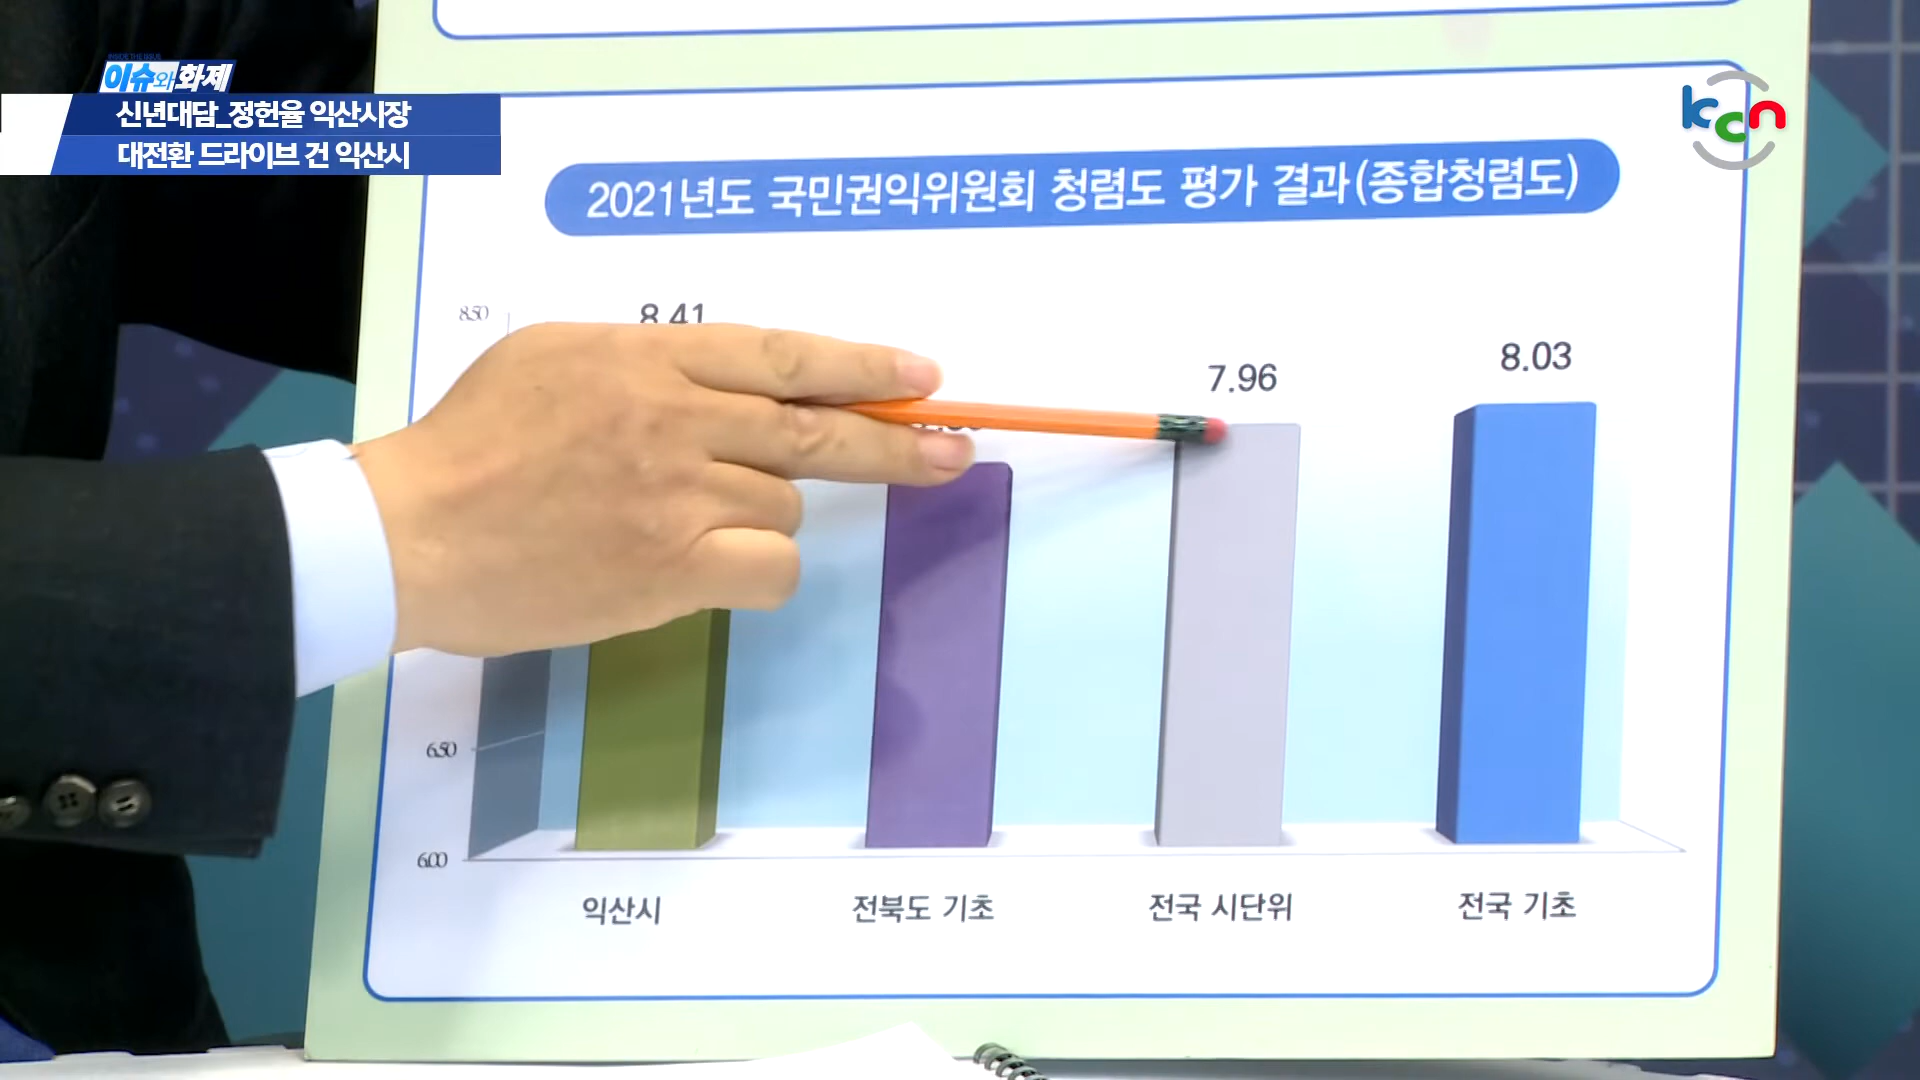 이슈와 화제
신년대담_정헌율 익산시장
대전환 드라이브 건 익산시
kcn
2021년도 국민권익위원회 청렴도 평가 결과(종합청렴도)
8.50
8.41
7.96
8.03
6.50
6.00
익산시
전북도 기초
전국 시단위
전국 기초